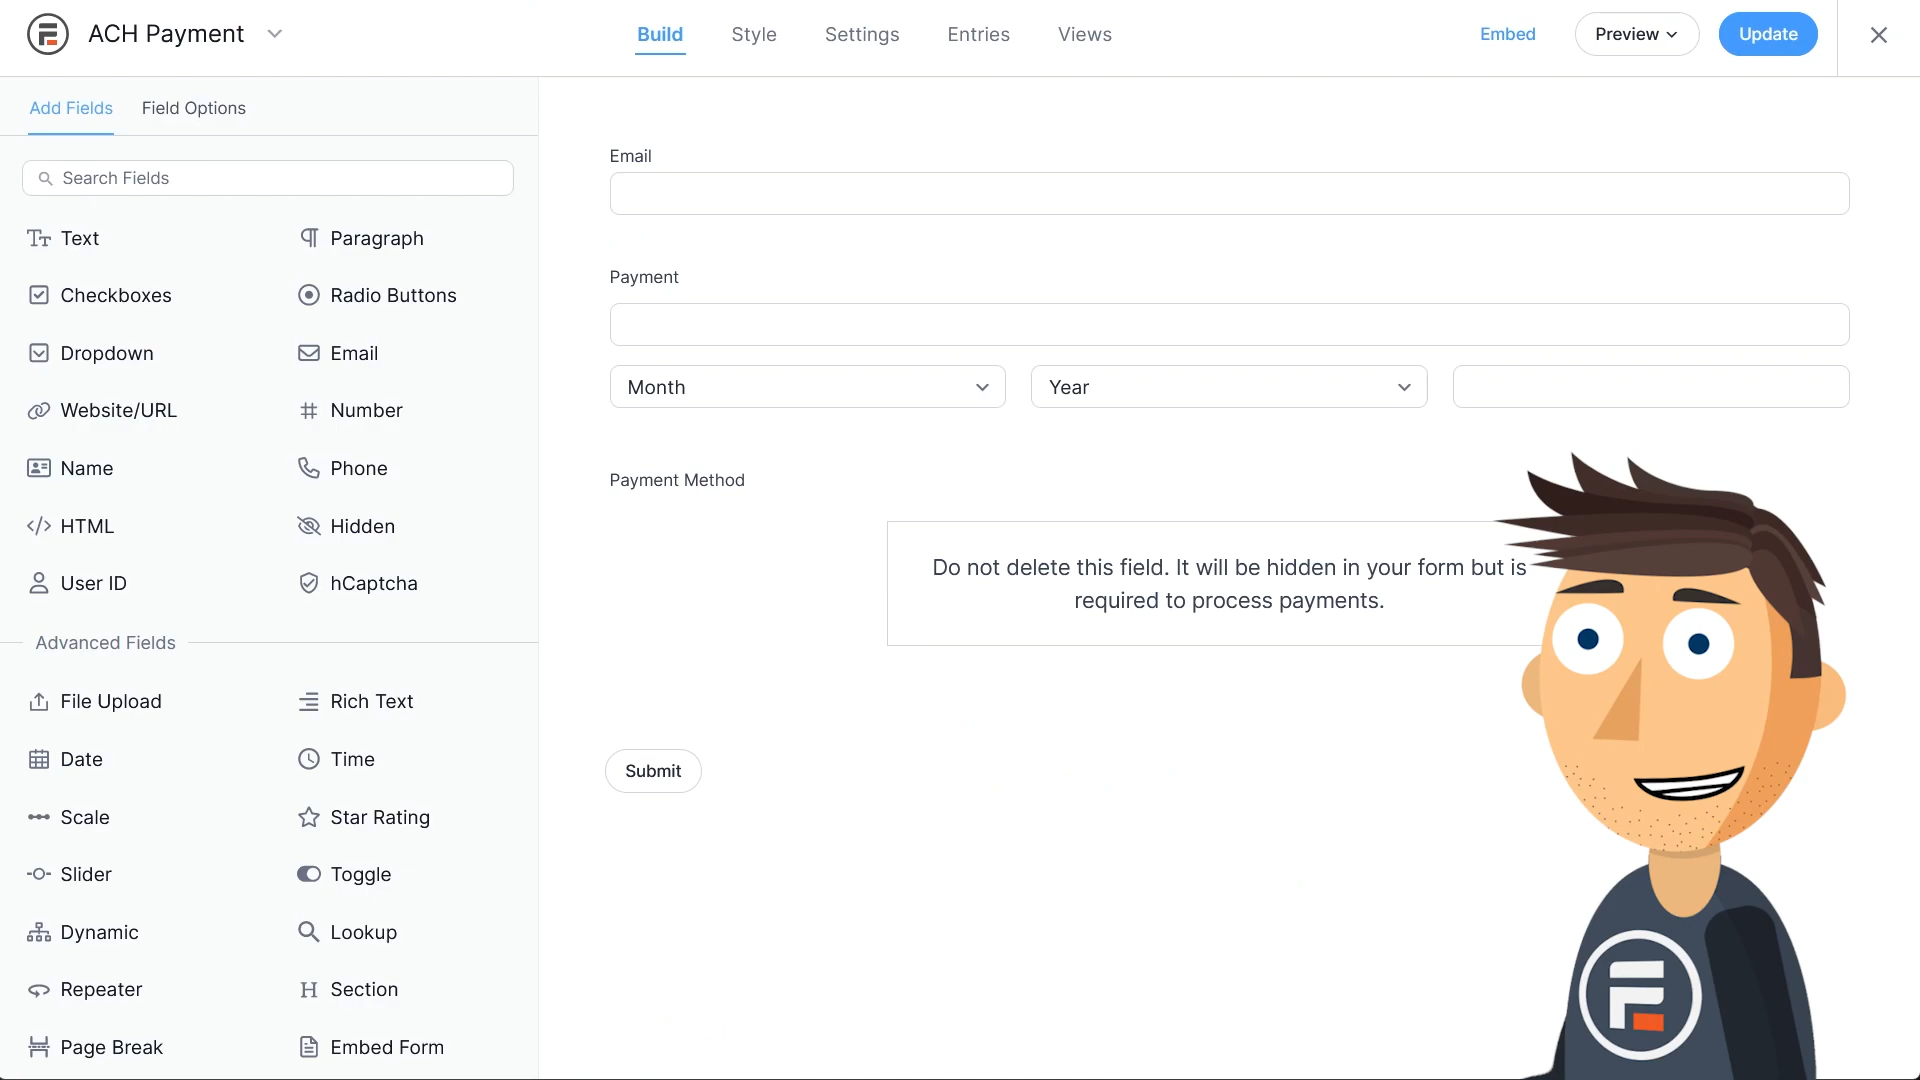 ACH Payment
Build
Style
Settings
Entries
Views
Embed
Preview
Update
Add Fields
Field Options
Search Fields
Text
Paragraph
Checkboxes
Radio Buttons
Dropdown
Email
Website/URL
Number
Name
Phone
HTML
Hidden
User ID
hCaptcha
Advanced Fields
File Upload
Rich Text
Date
Time
Scale
Star Rating
Slider
Toggle
Dynamic
Lookup
Repeater
Section
Page Break
Embed Form
Email
Payment
Month
Year
Payment Method
Do not delete this field. It will be hidden in your form but is
required to process payments.
Submit